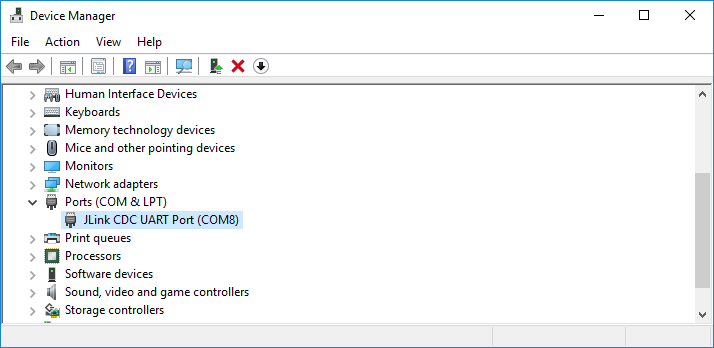 Device Manager
File Action View Help
Human Interface Devices
Keyboards
Memory technology devices
Mice and other pointing devices
Monitors
Network adapters
Ports (COM & LPT)
JLink CDC UART Port (COM8)
Print queues
Processors
Software devices
Sound, video and game controllers
Storage controllers